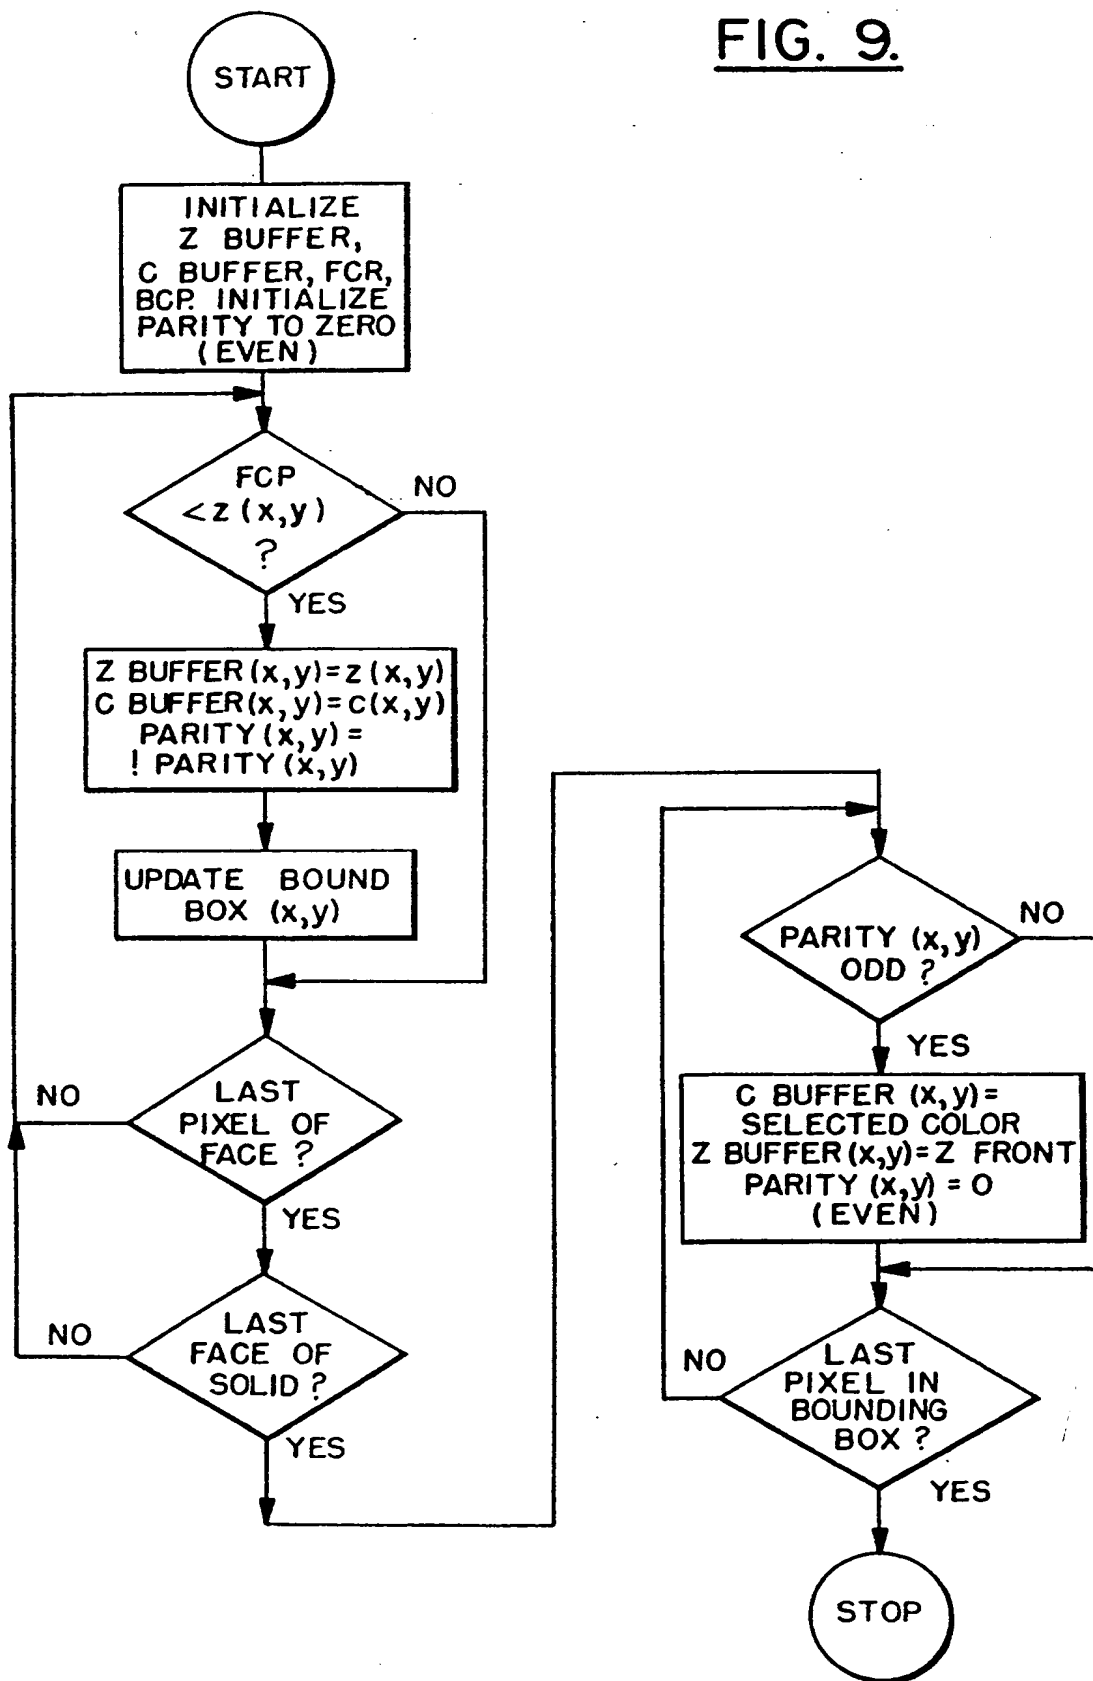 FIG. 9.
START
INITIALIZE
Z BUFFER,
C BUFFER, FCR,
BCP. INITIALIZE
PARITY TO ZERO
(EVEN)
FCP
<z(x,y)
?
NO
YES
Z BUFFER(x,y)=z(x,y)
C BUFFER(x,y)=c(x,y)
PARITY(x,y)=
! PARITY(x,y)
UPDATE BOUND
BOX (x,y)
LAST
PIXEL OF
FACE ?
NO
YES
LAST
FACE OF
SOLID ?
NO
YES
PARITY (x,y)
ODD ?
NO
YES
C BUFFER (x,y)=
SELECTED COLOR
Z BUFFER(x,y)=Z FRONT
PARITY (x,y) = 0
(EVEN)
LAST
PIXEL IN
BOUNDING
BOX ?
NO
YES
STOP